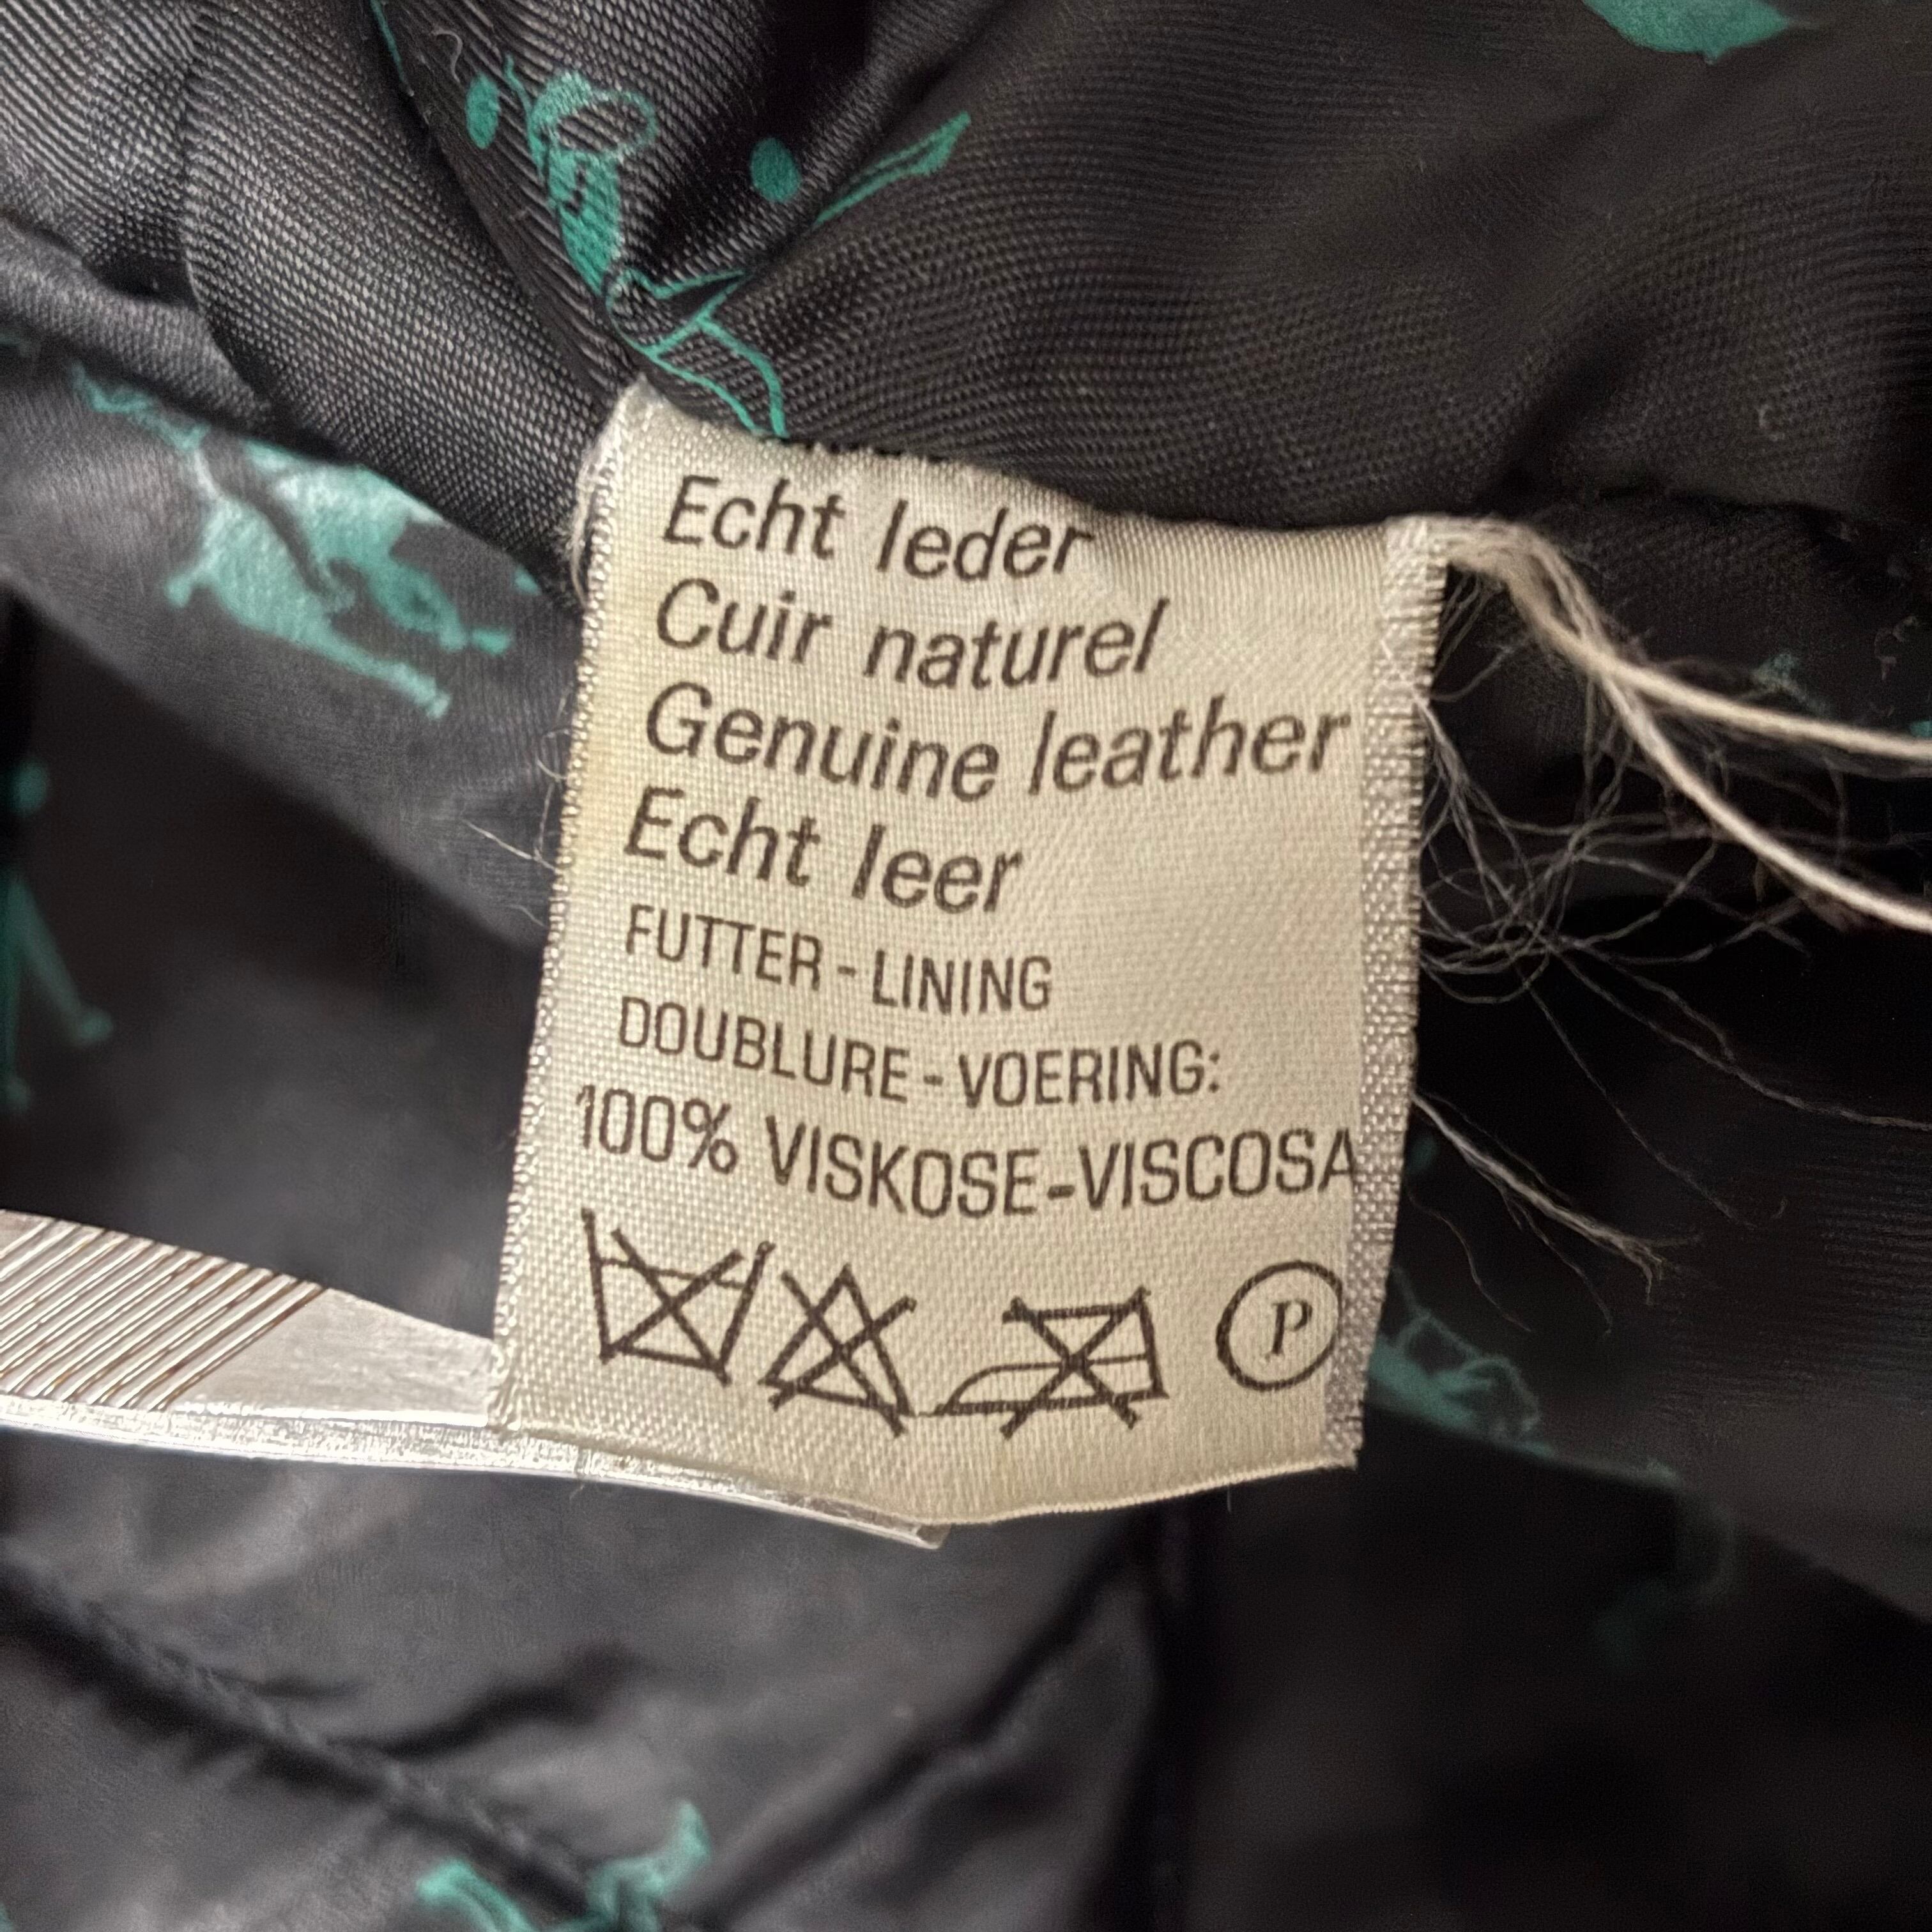 Echt leder
Cuir naturel
Genuine leather
Echt leer
FUTTER - LINING
DOUBLURE - VOERING:
100% VISKOSE-VISCOSA
P